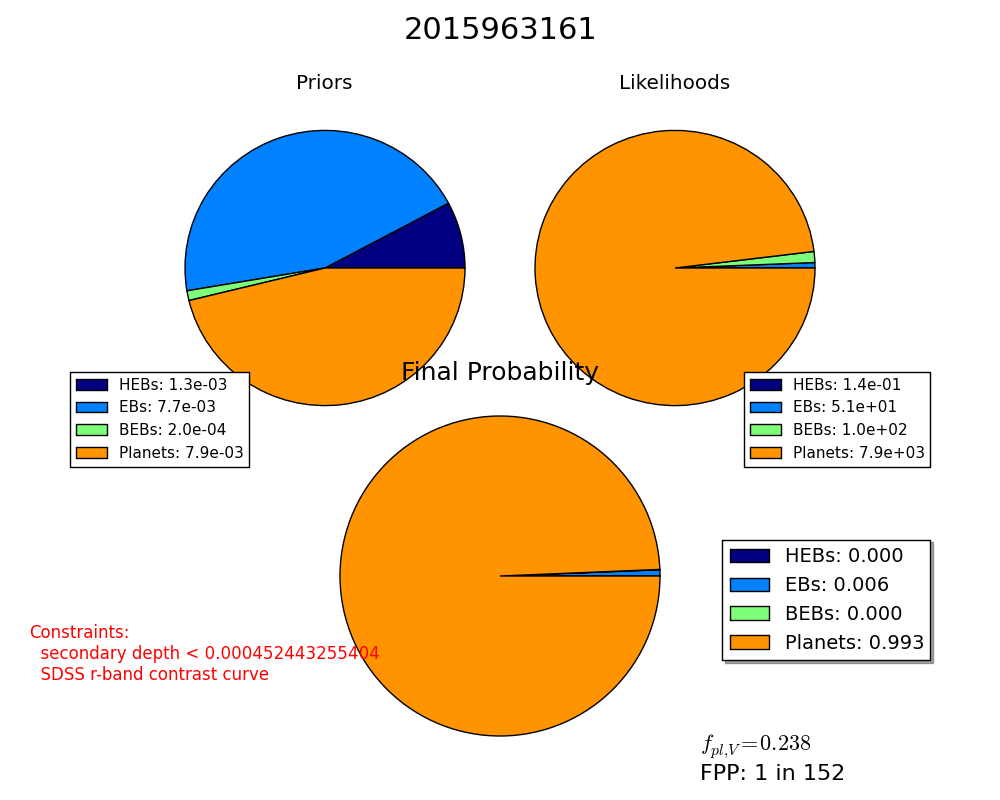 2015963161
Priors
Likelihoods
HEBs: 1.3e-03
EBs: 7.7e-03
BEBs: 2.0e-04
Planets: 7.9e-03
HEBs: 1.4e-01
EBs: 5.1e+01
BEBs: 1.0e+02
Planets: 7.9e+03
Final Probability
HEBs: 0.000
EBs: 0.006
BEBs: 0.000
Planets: 0.993
Constraints:
secondary depth < 0.000452443255404
SDSS r-band contrast curve
f_{pl,V} = 0.238
FPP: 1 in 152